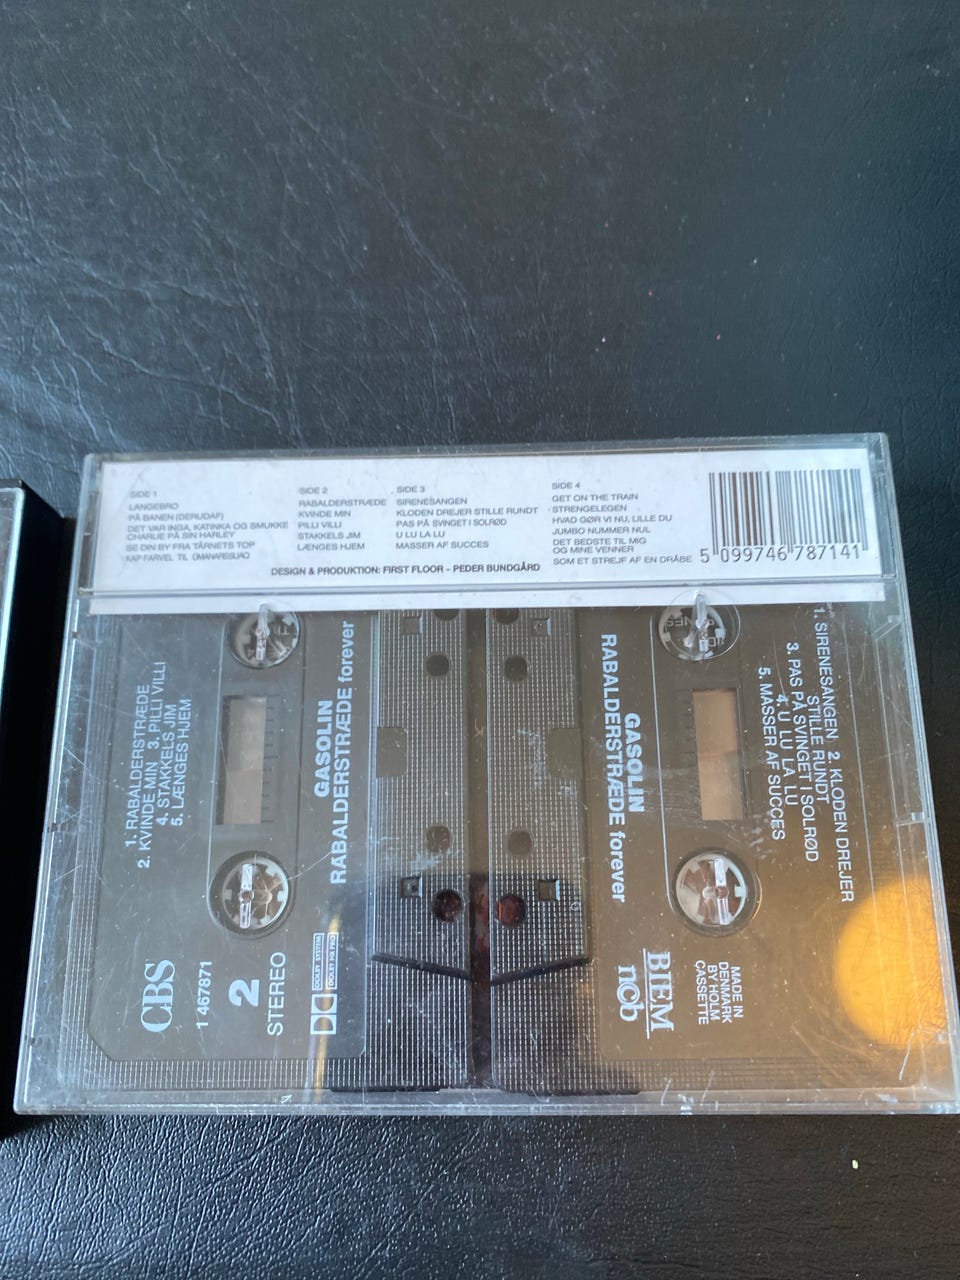 SIDE 1
LANGEBRO
PÅ BANEN (DERUDAF)
DET VAR INGA, KATINKA OG SMUKKE
CHARLIE PÅ SIN HARLEY
SE DIN BY FRA TÅRNETS TOP
KAP FARVEL TIL ÜMANARSSUAQ
SIDE 2
RABALDERSTRÆDE
KVINDE MIN
PILLI VILLI
STAKKELS JIM
LÆNGES HJEM
SIDE 3
SIRENESANGEN
KLODEN DREJER STILLE RUNDT
PAS PÅ SVINGET I SOLRØD
U LU LA LU
MASSER AF SUCCES
SIDE 4
GET ON THE TRAIN
STRENGELEGEN
HVAD GØR VI NU, LILLE DU
JUMBO NUMMER NUL
DET BEDSTE TIL MIG
OG MINE VENNER
SOM ET STREJF AF EN DRÅBE
5 099746 787141
DESIGN & PRODUKTION: FIRST FLOOR – PEDER BUNDGÅRD
1. RABALDERSTRÆDE
2. KVINDE MIN 3. PILLI VILLI
4. STAKKELS JIM
5. LÆNGES HJEM
CBS
1 467871
2
STEREO
GASOLIN
RABALDERSTRÆDE forever
DOLBY SYSTEM
DOLBY HX PRO
GASOLIN
RABALDERSTRÆDE forever
1. SIRENESANGEN 2. KLODEN DREJER
STILLE RUNDT
3. PAS PÅ SVINGET I SOLRØD
4. U LU LA LU
5. MASSER AF SUCCES
BIEM
ncb
MADE IN
DENMARK
BY HOLM
CASSETTE